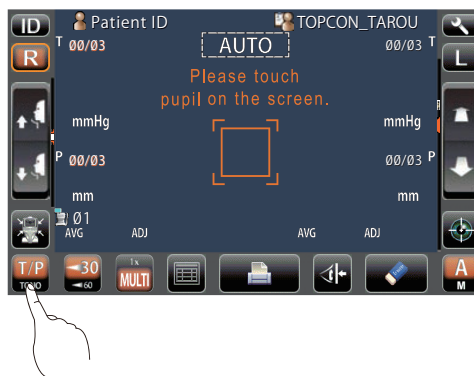 ID Patient ID TOPCON_TAROU
R T 00/03 AUTO 00/03 T L
Please touch
pupil on the screen.
mmHg mmHg
P 00/03 00/03 P
mm mm
01
AVG ADJ AVG ADJ
T/P 30 1x A
TONO 60 MULTI M